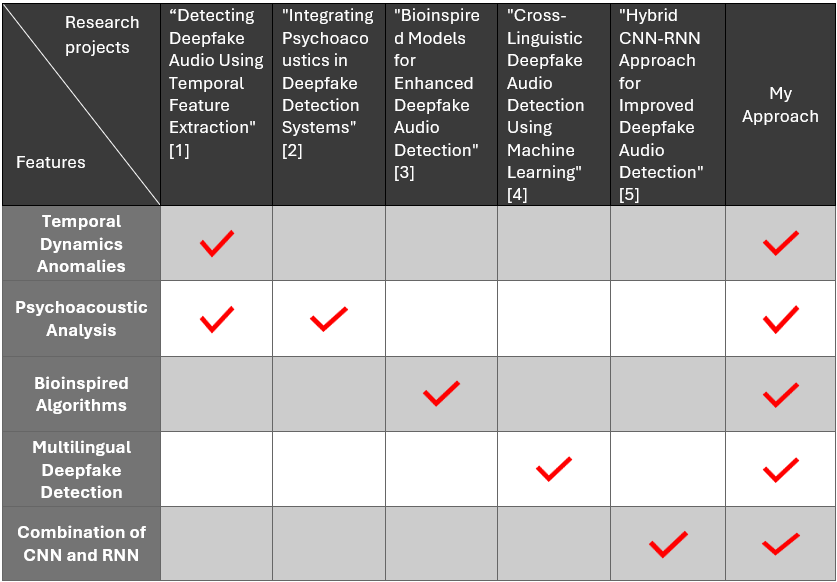 Research
projects
Features
“Detecting
Deepfake
Audio Using
Temporal
Feature
Extraction"
[1]
"Integrating
Psychoaco
ustics in
Deepfake
Detection
Systems"
[2]
"Bioinspire
d Models
for
Enhanced
Deepfake
Audio
Detection"
[3]
"Cross-
Linguistic
Deepfake
Audio
Detection
Using
Machine
Learning"
[4]
"Hybrid
CNN-RNN
Approach
for
Improved
Deepfake
Audio
Detection"
[5]
My
Approach
Temporal
Dynamics
Anomalies
Psychoacoustic
Analysis
Bioinspired
Algorithms
Multilingual
Deepfake
Detection
Combination of
CNN and RNN